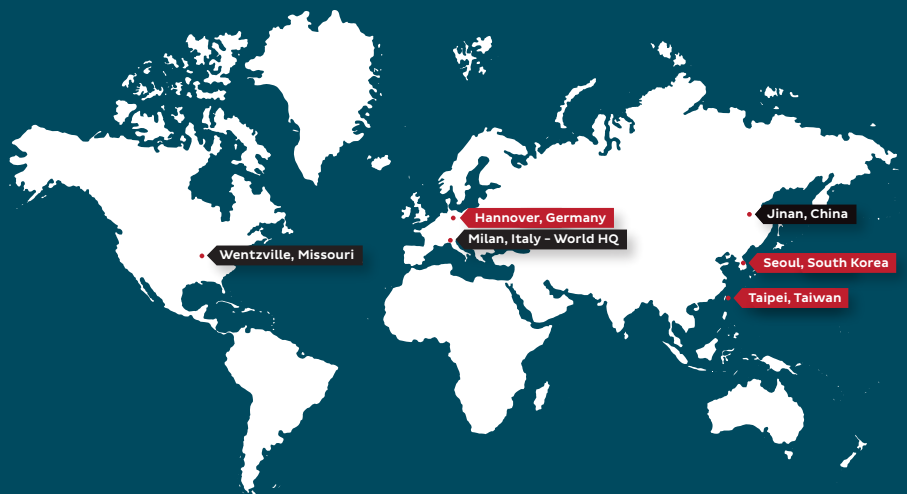 Jinan, China
Hannover, Germany
Milan, Italy - World HQ
Wentzville, Missouri
Seoul, South Korea
Taipei, Taiwan